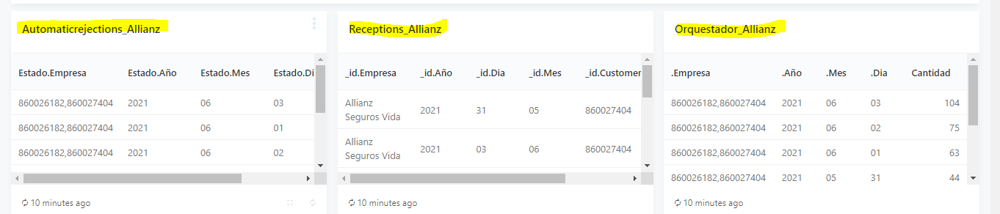 Automaticrejections_Allianz
Estado.Empresa Estado.Año Estado.Mes Estado.Di
860026182,860027404 2021 06 03
860026182,860027404 2021 06 01
860026182,860027404 2021 06 02
10 minutes ago
Receptions_Allianz
_id.Empresa _id.Año _id.Dia _id.Mes _id.Customer
Allianz
Seguros Vida 2021 31 05 860027404
Allianz
Seguros Vida 2021 03 06 860027404
10 minutes ago
Orquestador_Allianz
.Empresa .Año .Mes .Dia Cantidad
860026182,860027404 2021 06 03 104
860026182,860027404 2021 06 02 75
860026182,860027404 2021 06 01 63
860026182,860027404 2021 05 31 44
10 minutes ago